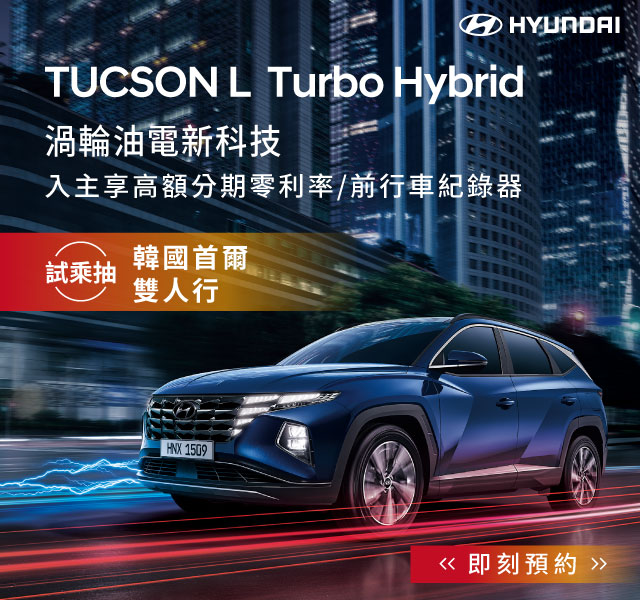 HYUNDAI
TUCSON L Turbo Hybrid
渦輪油電新科技
入主享高額分期零利率/前行車紀錄器
試乘抽
韓國首爾
雙人行
HNX 1509
<< 即刻預約 >>